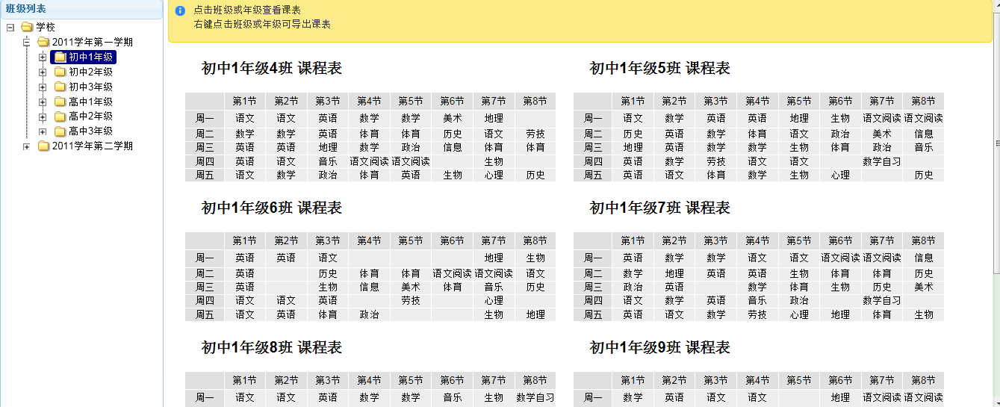 班级列表
学校
2011学年第一学期
初中1年级
初中2年级
初中3年级
高中1年级
高中2年级
高中3年级
2011学年第二学期
点击班级或年级查看课表
右键点击班级或年级可导出课表
初中1年级4班 课程表
第1节 第2节 第3节 第4节 第5节 第6节 第7节 第8节
周一 语文 语文 英语 数学 数学 美术 地理
周二 数学 数学 英语 体育 体育 历史 语文 劳技
周三 英语 英语 地理 数学 政治 信息 体育 体育
周四 英语 语文 音乐 语文阅读 语文阅读 生物
周五 语文 数学 政治 体育 英语 生物 心理 历史
初中1年级5班 课程表
第1节 第2节 第3节 第4节 第5节 第6节 第7节 第8节
周一 语文 数学 英语 英语 地理 生物 语文阅读 语文阅读
周二 历史 英语 数学 体育 语文 政治 美术 信息
周三 地理 英语 数学 数学 生物 体育 政治 音乐
周四 英语 数学 劳技 语文 语文 数学自习
周五 英语 语文 体育 数学 生物 心理 历史
初中1年级6班 课程表
第1节 第2节 第3节 第4节 第5节 第6节 第7节 第8节
周一 英语 英语 语文 地理 生物
周二 英语 历史 体育 体育 语文阅读 语文阅读 语文
周三 英语 生物 信息 美术 体育 音乐 历史
周四 语文 语文 英语 劳技 心理
周五 语文 英语 体育 政治 生物 地理
初中1年级7班 课程表
第1节 第2节 第3节 第4节 第5节 第6节 第7节 第8节
周一 英语 数学 数学 语文 语文 语文阅读 语文阅读 信息
周二 数学 地理 英语 英语 生物 体育 体育 历史
周三 政治 英语 数学 体育 生物 历史 美术
周四 语文 数学 英语 音乐 政治 数学自习
周五 英语 语文 数学 劳技 心理 地理 体育 生物
初中1年级8班 课程表
第1节 第2节 第3节 第4节 第5节 第6节 第7节 第8节
周一 语文 语文 英语 数学 数学 音乐 生物 数学自习
初中1年级9班 课程表
第1节 第2节 第3节 第4节 第5节 第6节 第7节 第8节
周一 数学 英语 语文 语文 地理 语文阅读 语文阅读